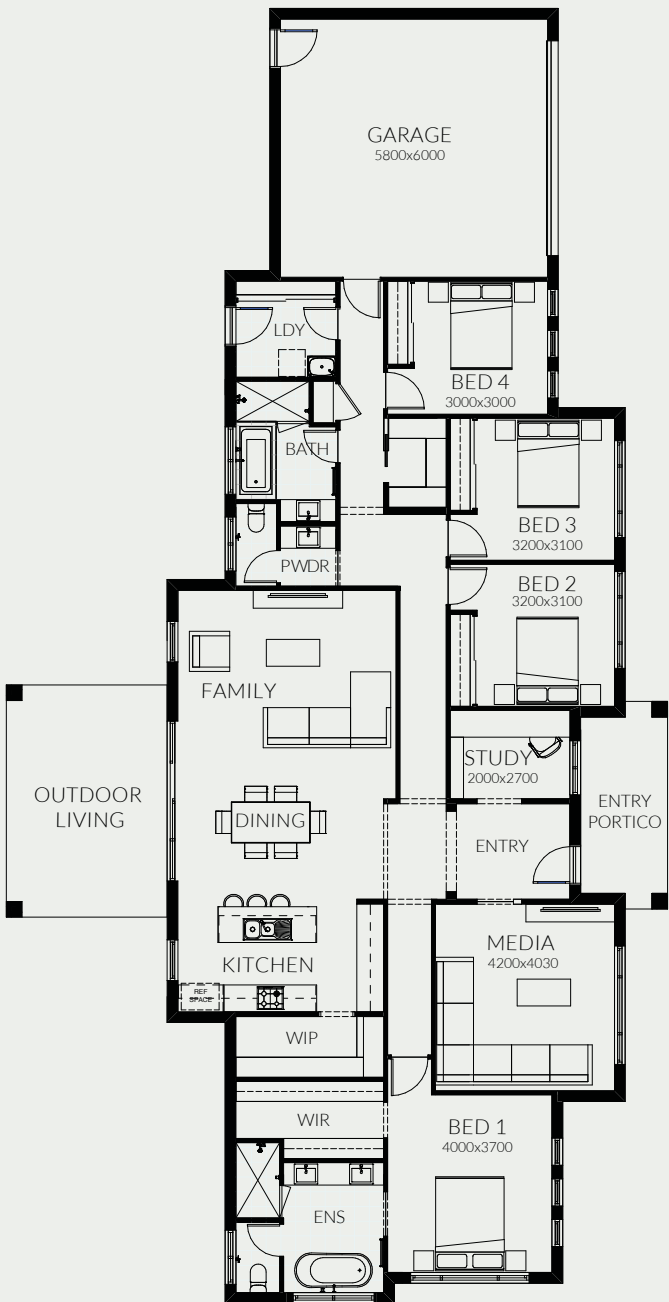 GARAGE
5800x6000
LDY
BED 4
3000x3000
BATH
BED 3
3200x3100
PWDR
BED 2
3200x3100
FAMILY
STUDY
2000x2700
OUTDOOR
LIVING
DINING
ENTRY
PORTICO
ENTRY
MEDIA
4200x4030
KITCHEN
REF
SPACE
WIP
WIR
BED 1
4000x3700
ENS